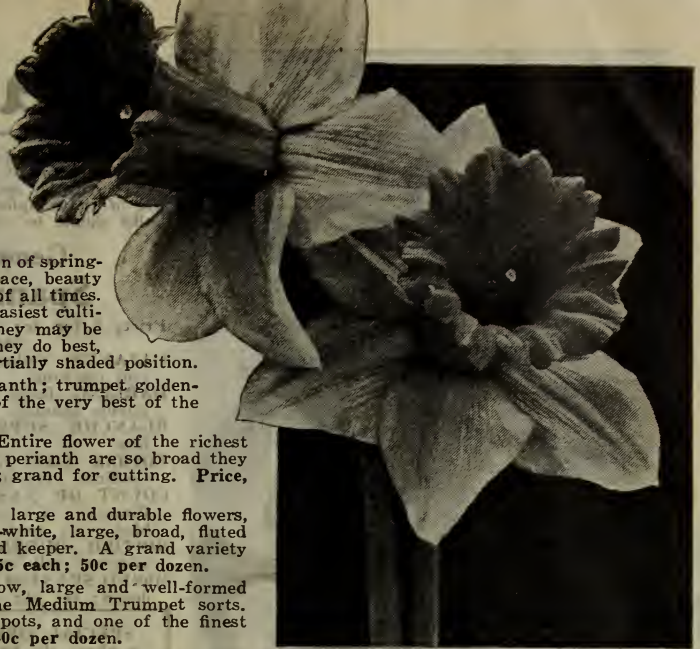 n of spring-
ace, beauty
of all times.
asiest culti-
hey may be
hey do best,
rtially shaded position.
anth; trumpet golden-
of the very best of the
Entire flower of the richest
perianth are so broad they
; grand for cutting. Price,
large and durable flowers,
-white, large, broad, fluted
d keeper. A grand variety
5c each; 50c per dozen.
ow, large and well-formed
he Medium Trumpet sorts.
pots, and one of the finest
0c per dozen.